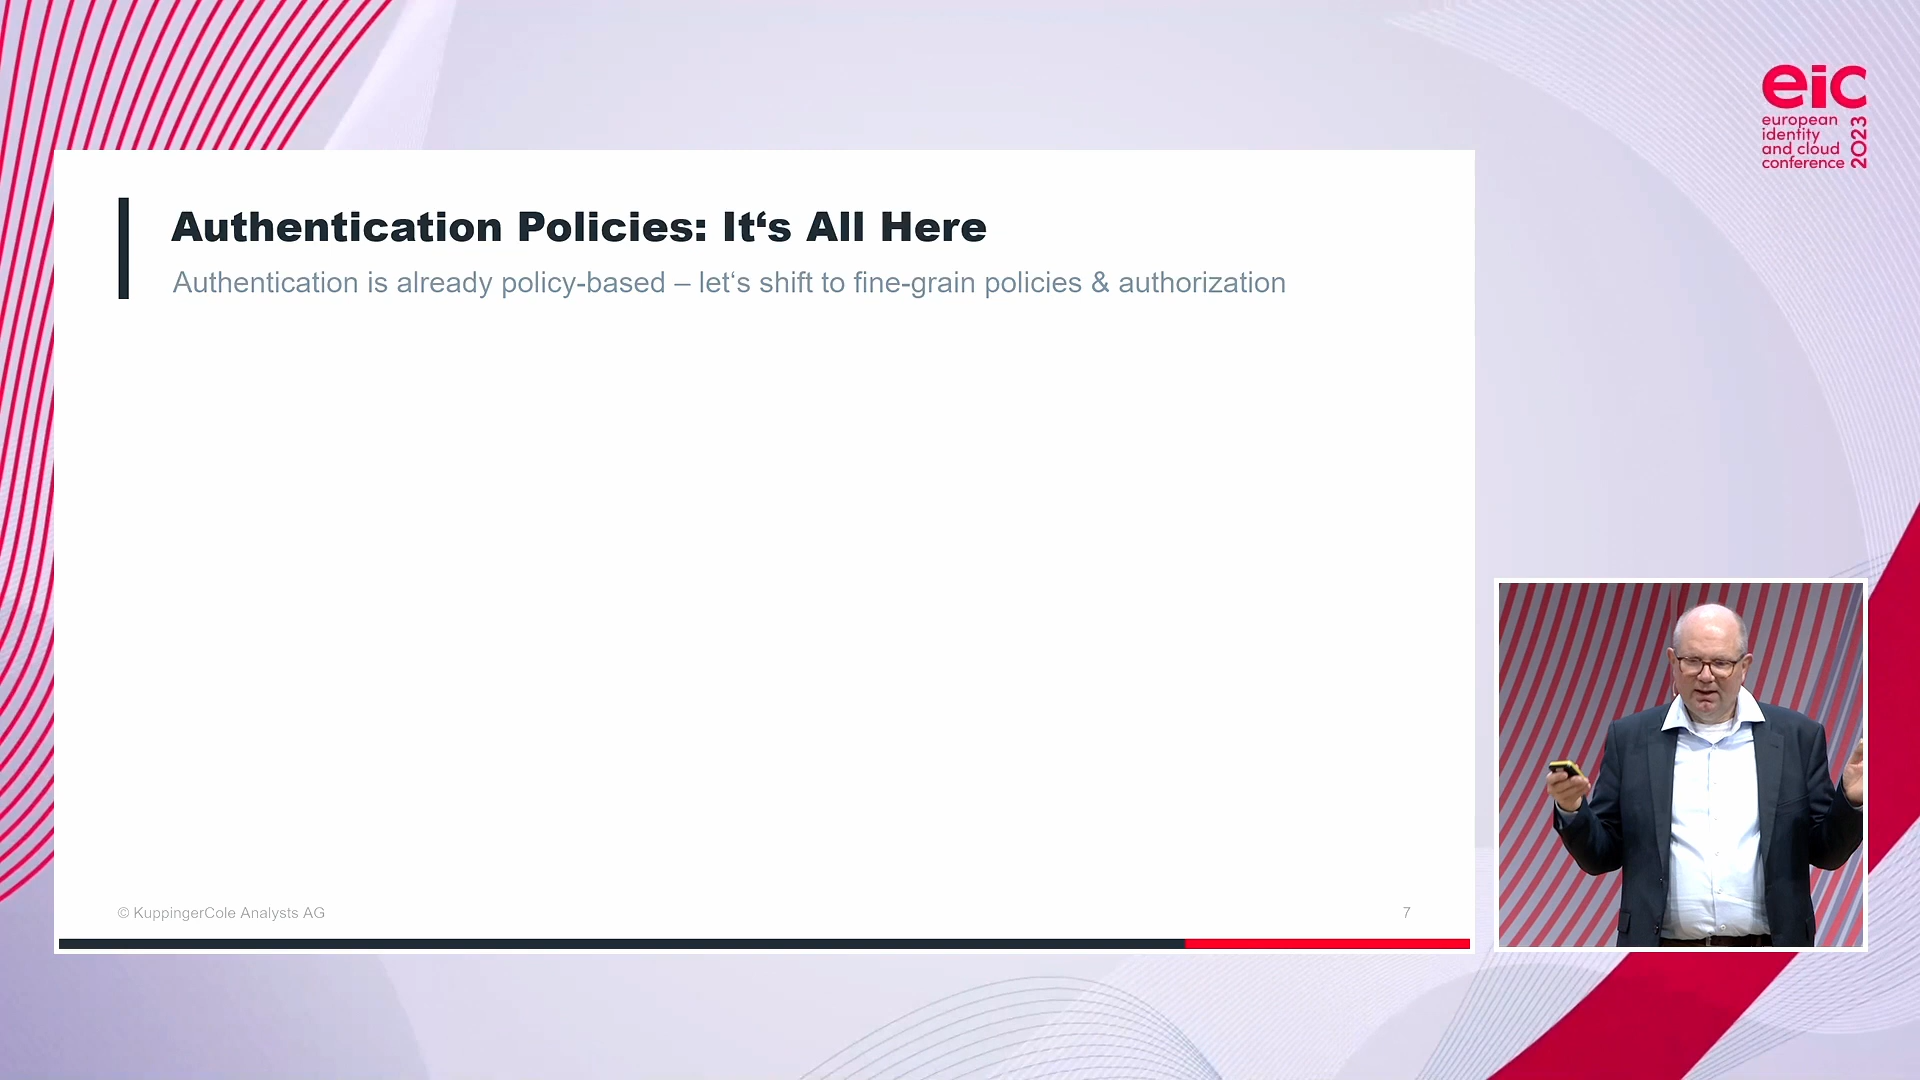 eic
european
identity
and cloud
conference
2023
Authentication Policies: It‘s All Here
Authentication is already policy-based – let‘s shift to fine-grain policies & authorization
© KuppingerCole Analysts AG
7